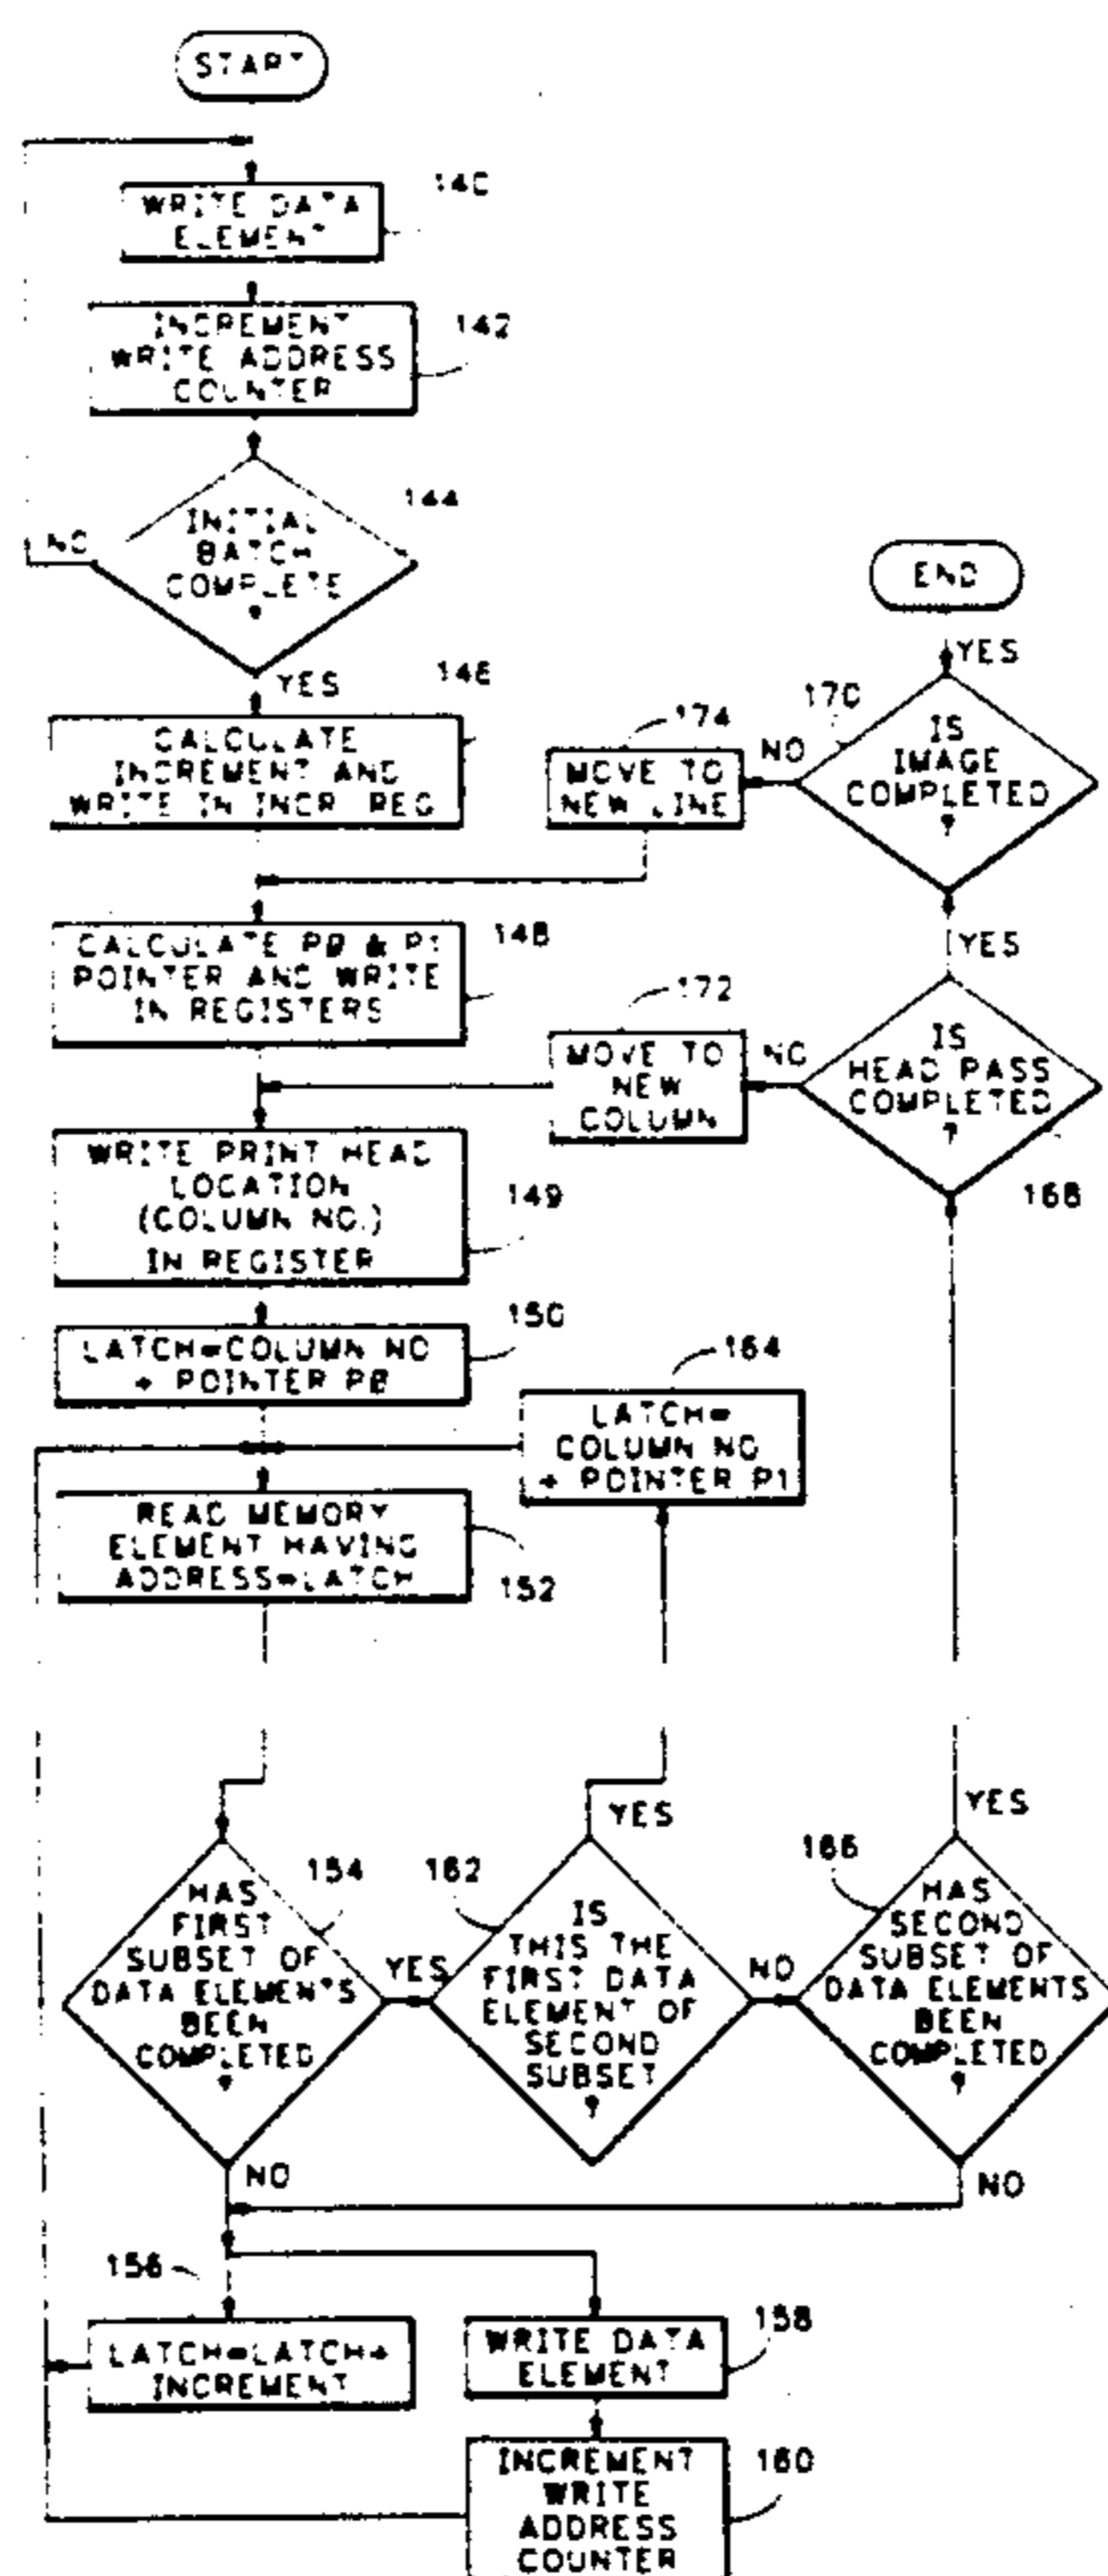 START
140
WRITE DATA
ELEMENT
142
INCREMENT
WRITE ADDRESS
COUNTER
144
INITIAL
BATCH
COMPLETE
?
NO
YES
146
CALCULATE
INCREMENT AND
WRITE IN INCR. REG
148
CALCULATE P0 & P1
POINTER AND WRITE
IN REGISTERS
WRITE PRINT HEAD
LOCATION
(COLUMN NO.)
IN REGISTER
149
150
LATCH=COLUMN NO
+ POINTER P0
READ MEMORY
ELEMENT HAVING
ADDRESS=LATCH
152
END
YES
170
IS
IMAGE
COMPLETED
?
NO
174
MOVE TO
NEW LINE
YES
IS
HEAD PASS
COMPLETED
?
168
NO
172
MOVE TO
NEW
COLUMN
164
LATCH=
COLUMN NO
+ POINTER P1
154
HAS
FIRST
SUBSET OF
DATA ELEMENTS
BEEN
COMPLETED
?
YES
NO
162
YES
IS
THIS THE
FIRST DATA
ELEMENT OF
SECOND
SUBSET
?
NO
166
YES
HAS
SECOND
SUBSET OF
DATA ELEMENTS
BEEN
COMPLETED
?
NO
156
LATCH=LATCH+
INCREMENT
158
WRITE DATA
ELEMENT
160
INCREMENT
WRITE
ADDRESS
COUNTER